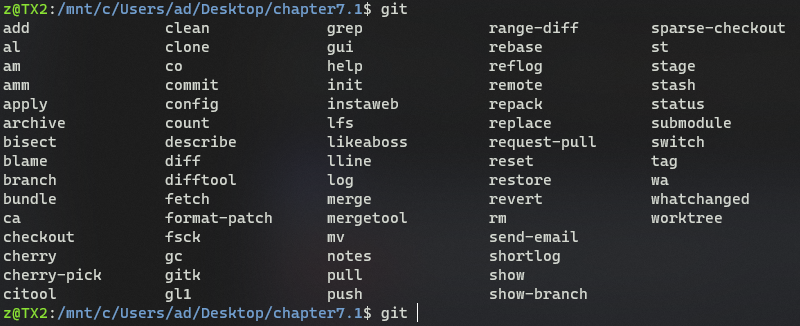 z@TX2:/mnt/c/Users/ad/Desktop/chapter7.1$ git
add clean grep range-diff sparse-checkout
al clone gui rebase st
am co help reflog stage
amm commit init remote stash
apply config instaweb repack status
archive count lfs replace submodule
bisect describe likeaboss request-pull switch
blame diff lline reset tag
branch difftool log restore wa
bundle fetch merge revert whatchanged
ca format-patch mergetool rm worktree
checkout fsck mv send-email
cherry gc notes shortlog
cherry-pick gitk pull show
citool gl1 push show-branch
z@TX2:/mnt/c/Users/ad/Desktop/chapter7.1$ git